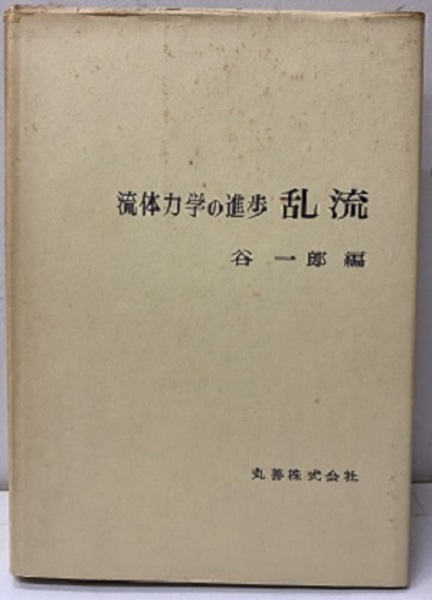 流体力学の進歩 乱流
谷 一郎 編
丸善株式会社